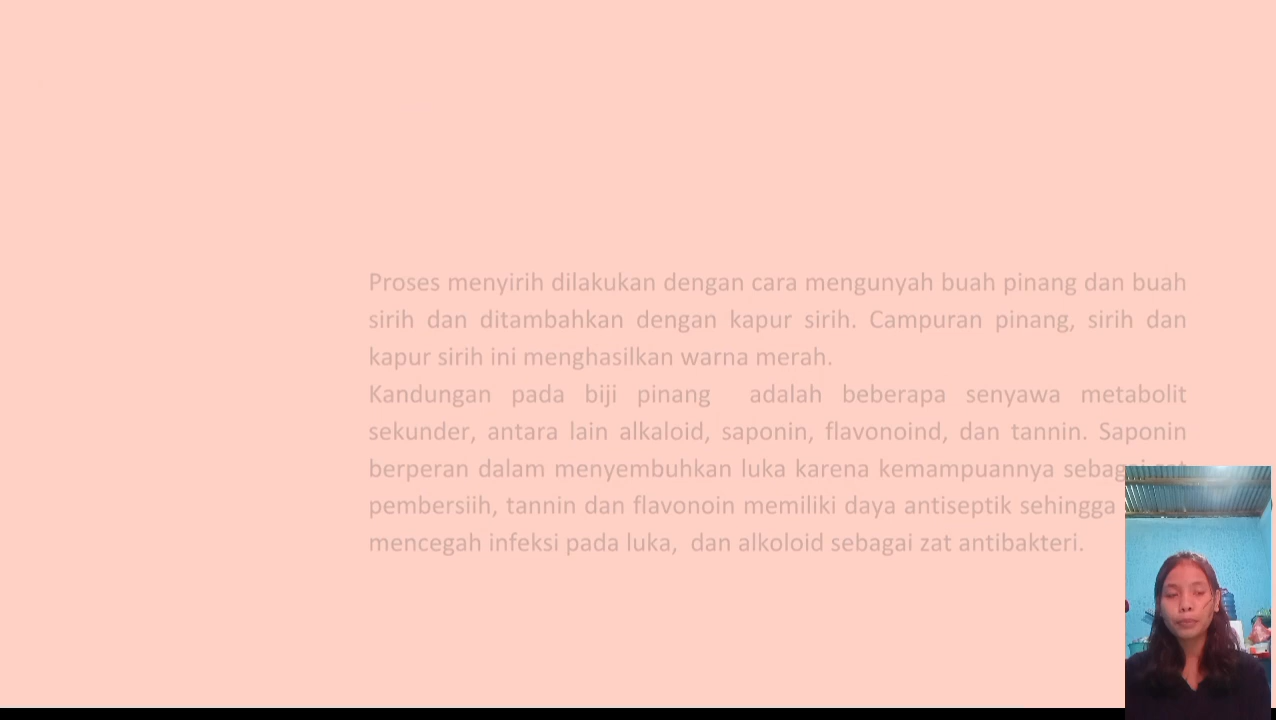 Proses menyirih dilakukan dengan cara mengunyah buah pinang dan buah
sirih dan ditambahkan dengan kapur sirih. Campuran pinang, sirih dan
kapur sirih ini menghasilkan warna merah.
Kandungan pada biji pinang adalah beberapa senyawa metabolit
sekunder, antara lain alkaloid, saponin, flavonoind, dan tannin. Saponin
berperan dalam menyembuhkan luka karena kemampuannya sebagai zat
pembersiih, tannin dan flavonoin memiliki daya antiseptik sehingga
mencegah infeksi pada luka, dan alkoloid sebagai zat antibakteri.